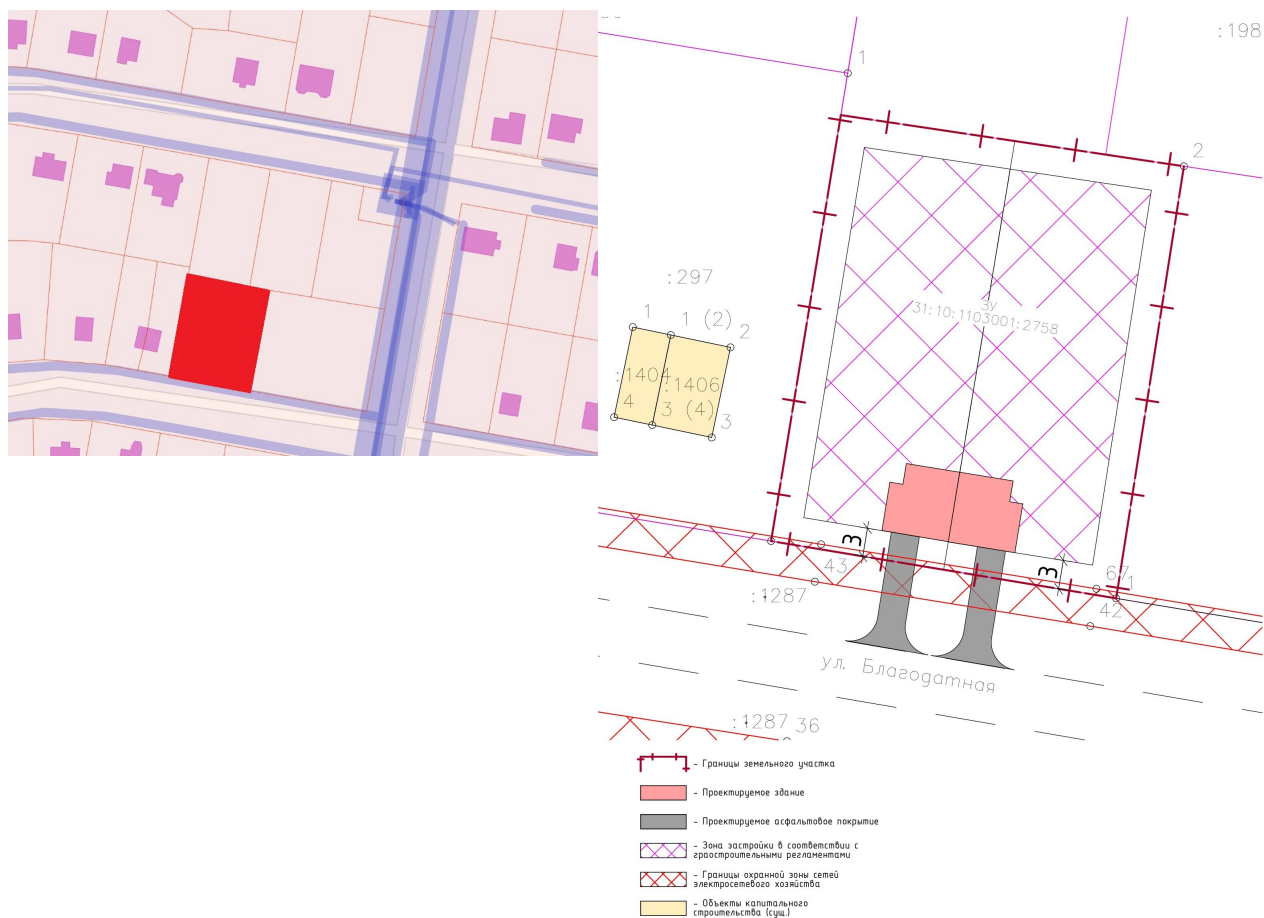 :198
1
2
:297
ЗУ
31:10:1103001:2758
1
1 (2)
2
:1404
:1406
4
3 (4)
3
3
3
43
67
1
42
:1287
ул. Благодатная
:1287 36
- Границы земельного участка
- Проектируемое здание
- Проектируемое асфальтовое покрытие
- Зона застройки в соответствии с
граостроительными регламентами
- Границы охранной зоны сетей
электросетевого хозяйства
- Объекты капитального
строительства (сущ.)